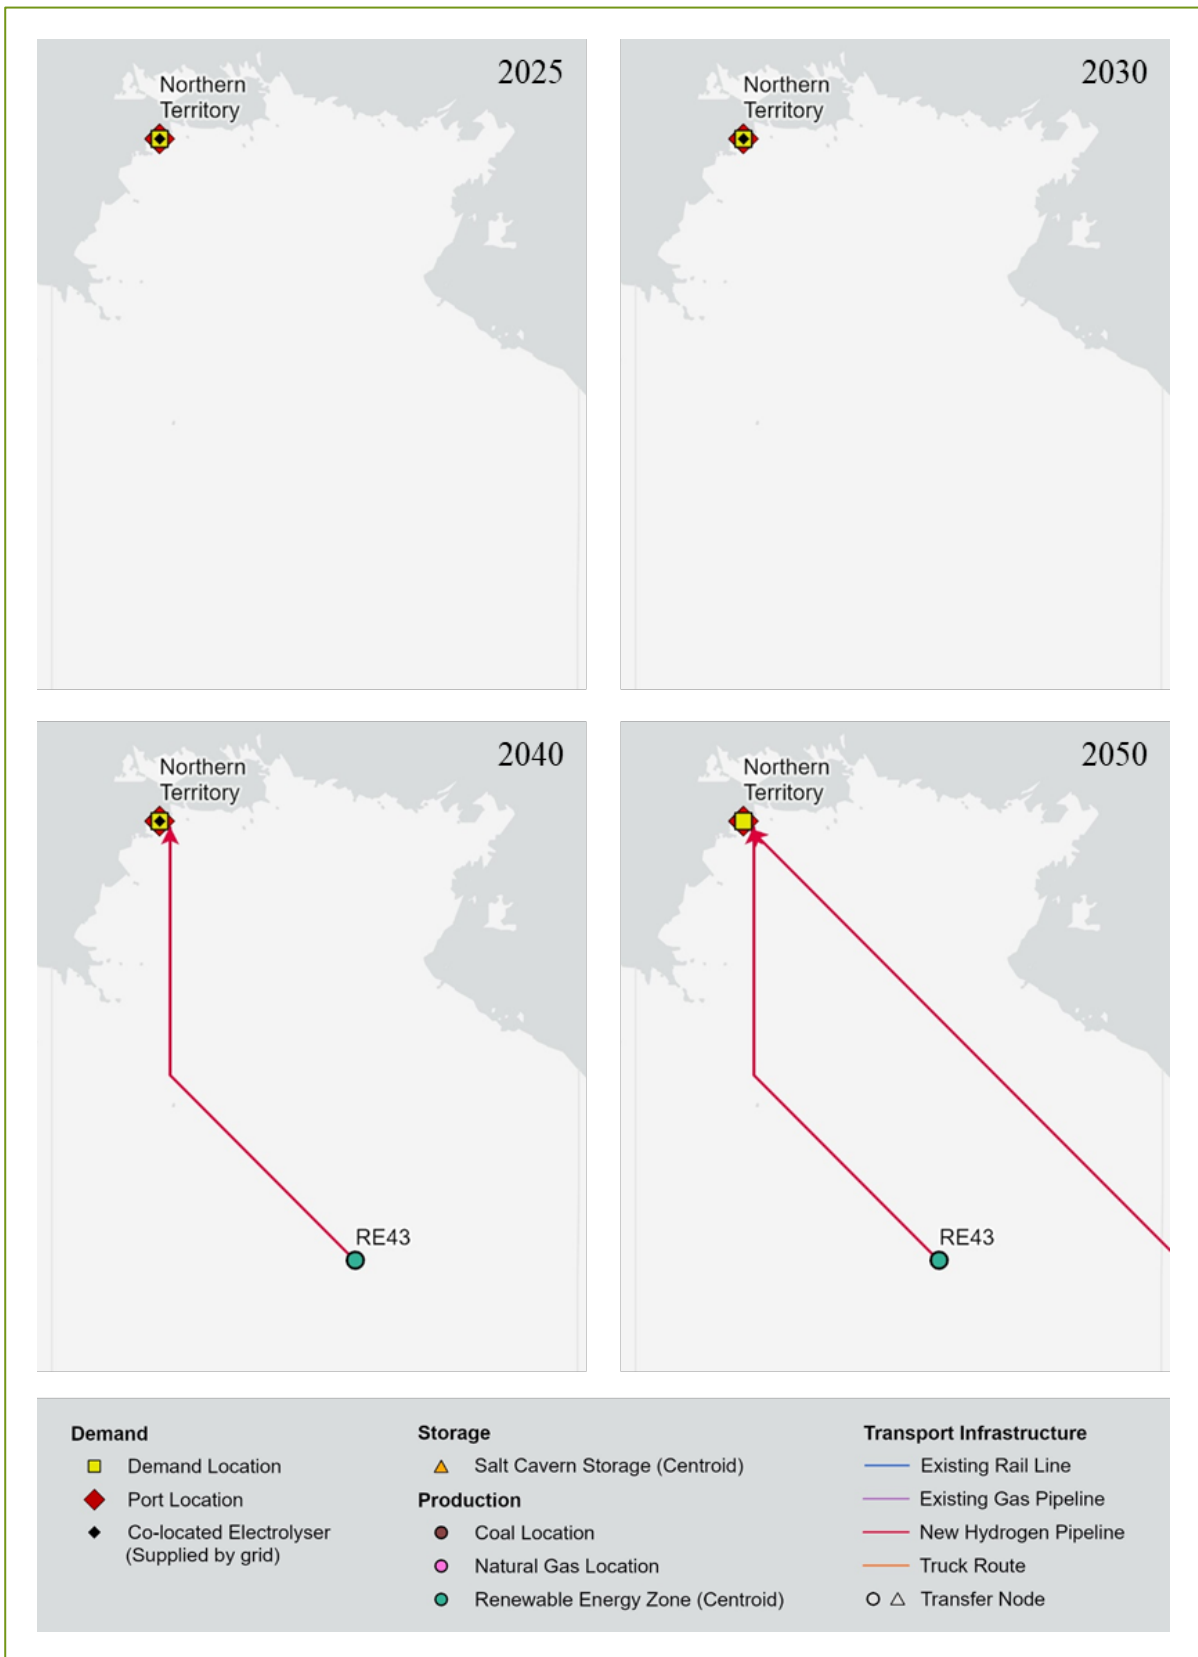 2025
Northern
Territory
2030
Northern
Territory
2040
Northern
Territory
RE43
2050
Northern
Territory
RE43
Demand
Demand Location
Port Location
Co-located Electrolyser
(Supplied by grid)
Storage
Salt Cavern Storage (Centroid)
Production
Coal Location
Natural Gas Location
Renewable Energy Zone (Centroid)
Transport Infrastructure
Existing Rail Line
Existing Gas Pipeline
New Hydrogen Pipeline
Truck Route
Transfer Node